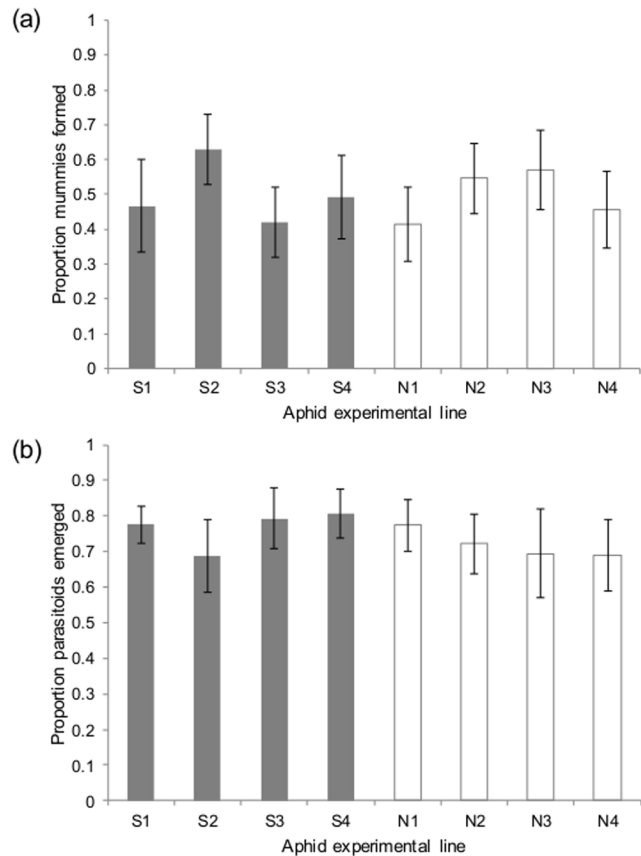 (a)
Proportion mummies formed
1
0.9
0.8
0.7
0.6
0.5
0.4
0.3
0.2
0.1
0
S1 S2 S3 S4 N1 N2 N3 N4
Aphid experimental line
(b)
Proportion parasitoids emerged
1
0.9
0.8
0.7
0.6
0.5
0.4
0.3
0.2
0.1
0
S1 S2 S3 S4 N1 N2 N3 N4
Aphid experimental line